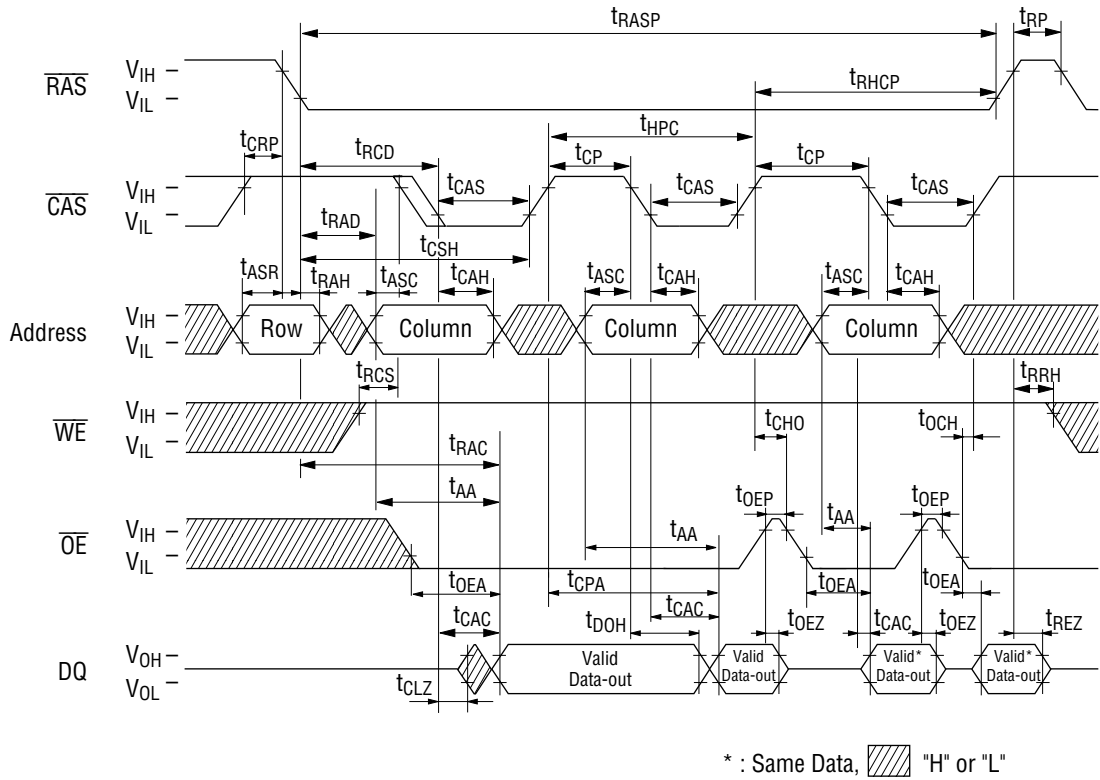 tRASP tRP
RAS VIH VIL
tRHCP
tHPC
tCRP tRCD tCP tCP
CAS VIH VIL
tCAS tCAS tCAS
tRAD
tCSH
tASR tRAH tASC tCAH tASC tCAH tASC tCAH
Address VIH VIL
Row Column Column Column
tRCS tRRH
WE VIH VIL
tCHO tOCH
tRAC
tAA tOEP tOEP
OE VIH VIL
tAA tAA
tOEA tCPA tOEA tOEA
tCAC tDOH tCAC tOEZ tCAC tOEZ tREZ
DQ VOH VOL
Valid Data-out
Valid Data-out
Valid* Data-out
Valid* Data-out
tCLZ
* : Same Data, "H" or "L"